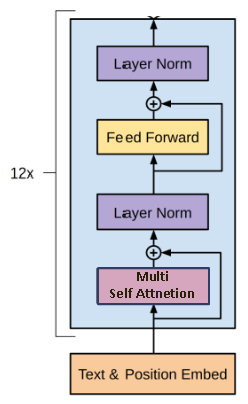 Layer Norm
+
Feed Forward
12x
Layer Norm
+
Multi
Self Attnetion
Text & Position Embed